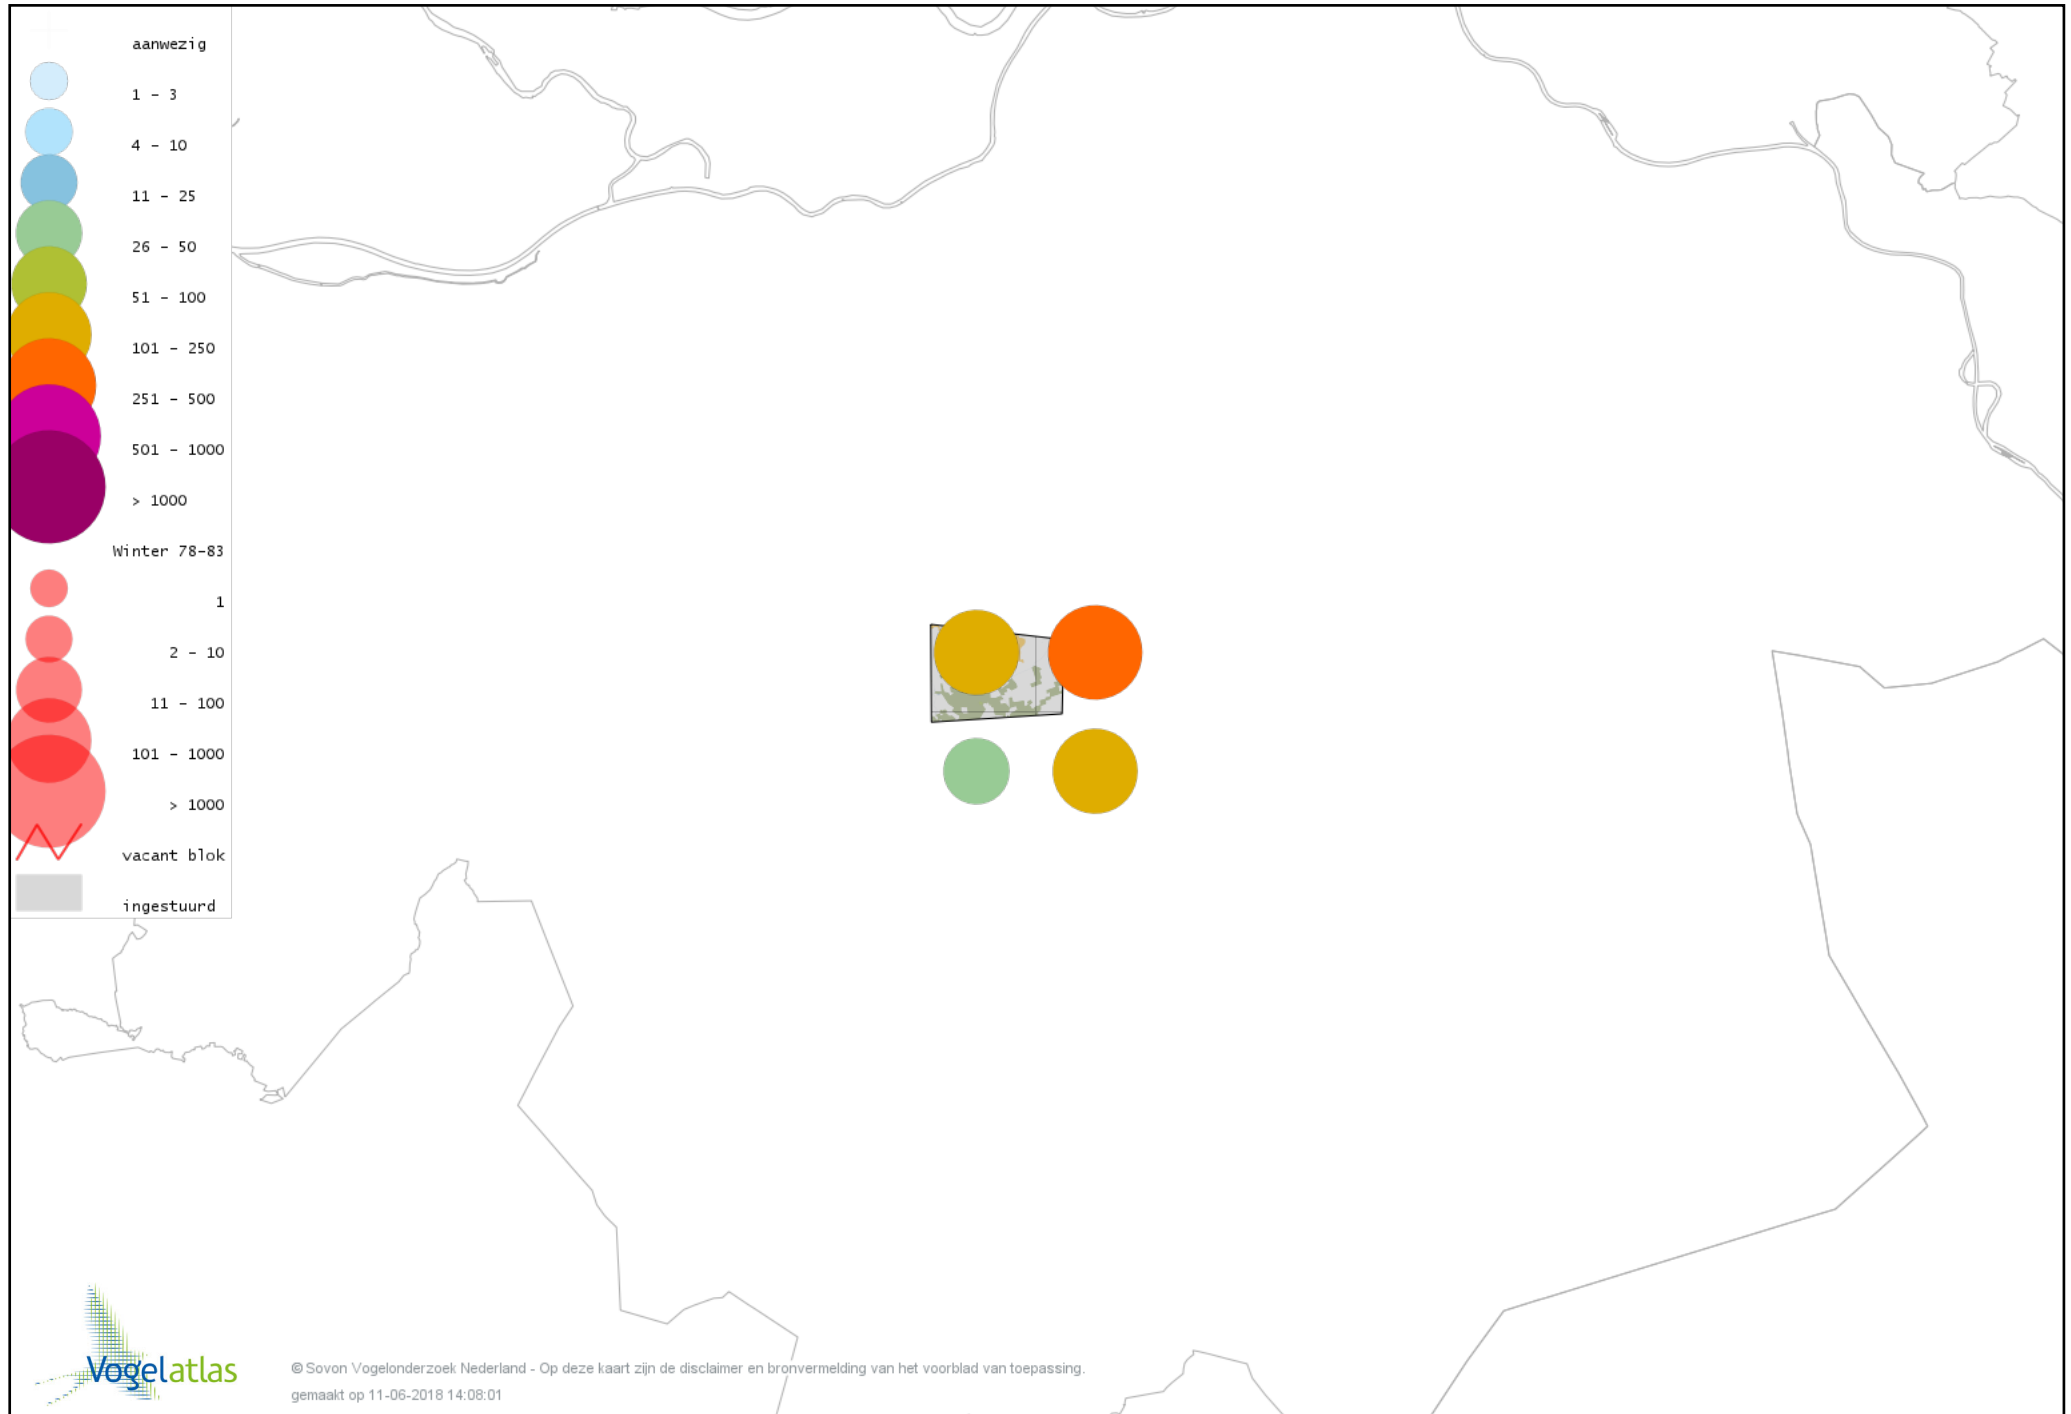 aanwezig
1 - 3
4 - 10
11 - 25
26 - 50
51 - 100
101 - 250
251 - 500
501 - 1000
> 1000
Winter 78-83
1
2 - 10
11 - 100
101 - 1000
> 1000
vacant blok
ingestuurd
Vogelatlas
© Sovon Vogelonderzoek Nederland - Op deze kaart zijn de disclaimer en bronvermelding van het voorblad van toepassing.
gemaakt op 11-06-2018 14:08:01